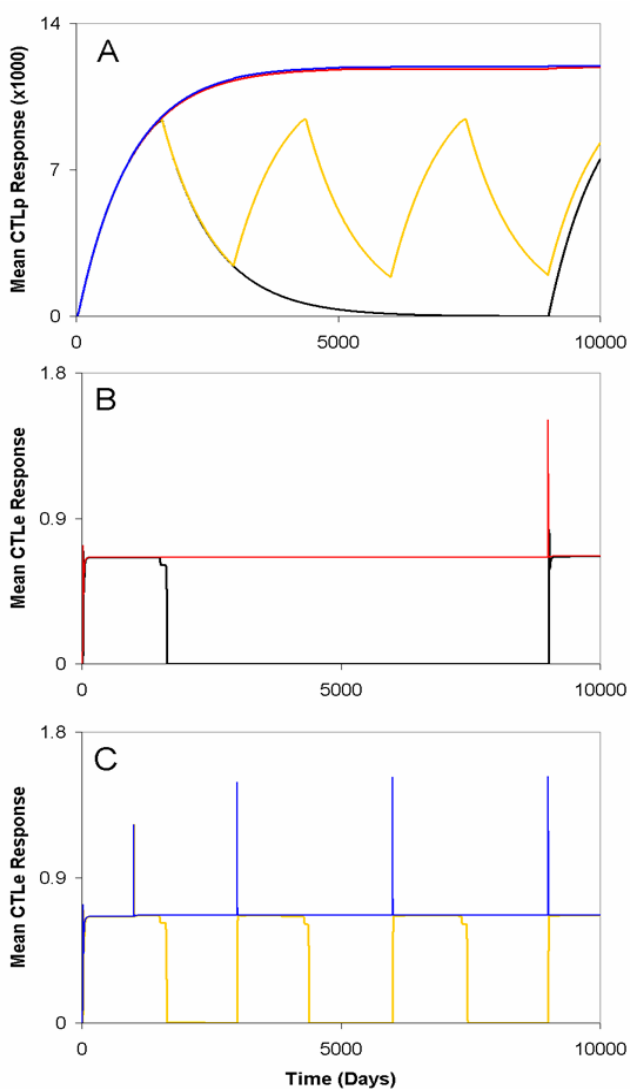 A
Mean CTLp Response (x1000)
14
7
0
0 5000 10000
B
Mean CTLe Response
1.8
0.9
0
0 5000 10000
C
Mean CTLe Response
1.8
0.9
0
0 5000 10000
Time (Days)